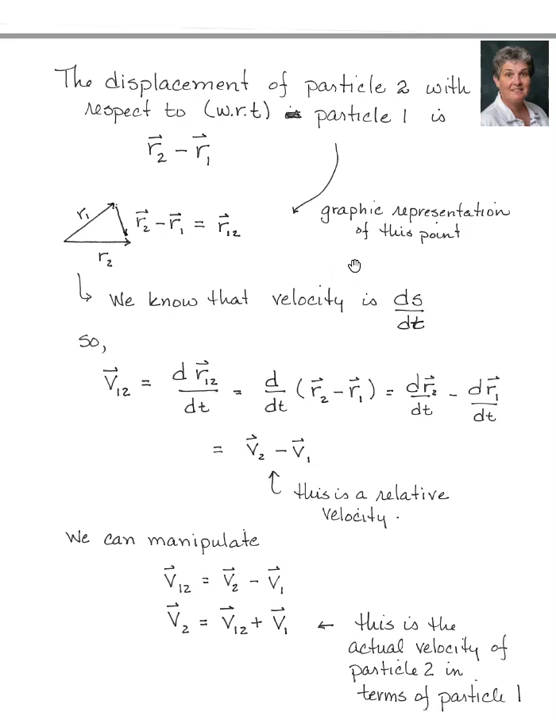 The displacement of particle 2 with
respect to (w.r.t) particle 1 is
r⃗₂ − r⃗₁
r₁ r⃗₂ − r⃗₁ = r⃗₁₂
r₂
graphic representation
of this point
↳ We know that velocity is ds/dt
So,
V⃗₁₂ = d r⃗₁₂/dt = d/dt (r⃗₂ − r⃗₁) = dr⃗₂/dt − dr⃗₁/dt
= V⃗₂ − V⃗₁
this is a relative
velocity.
We can manipulate
V⃗₁₂ = V⃗₂ − V⃗₁
V⃗₂ = V⃗₁₂ + V⃗₁ ← this is the
actual velocity of
particle 2 in
terms of particle 1